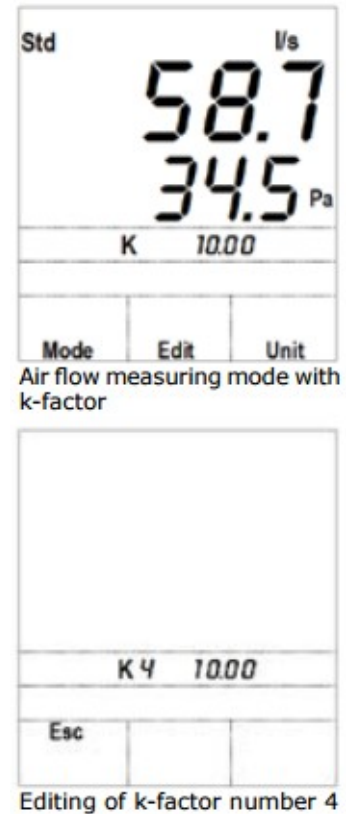 Std l/s
58.7
34.5 Pa
K 10.00
Mode Edit Unit
Air flow measuring mode with
k-factor
K 4 10.00
Esc
Editing of k-factor number 4